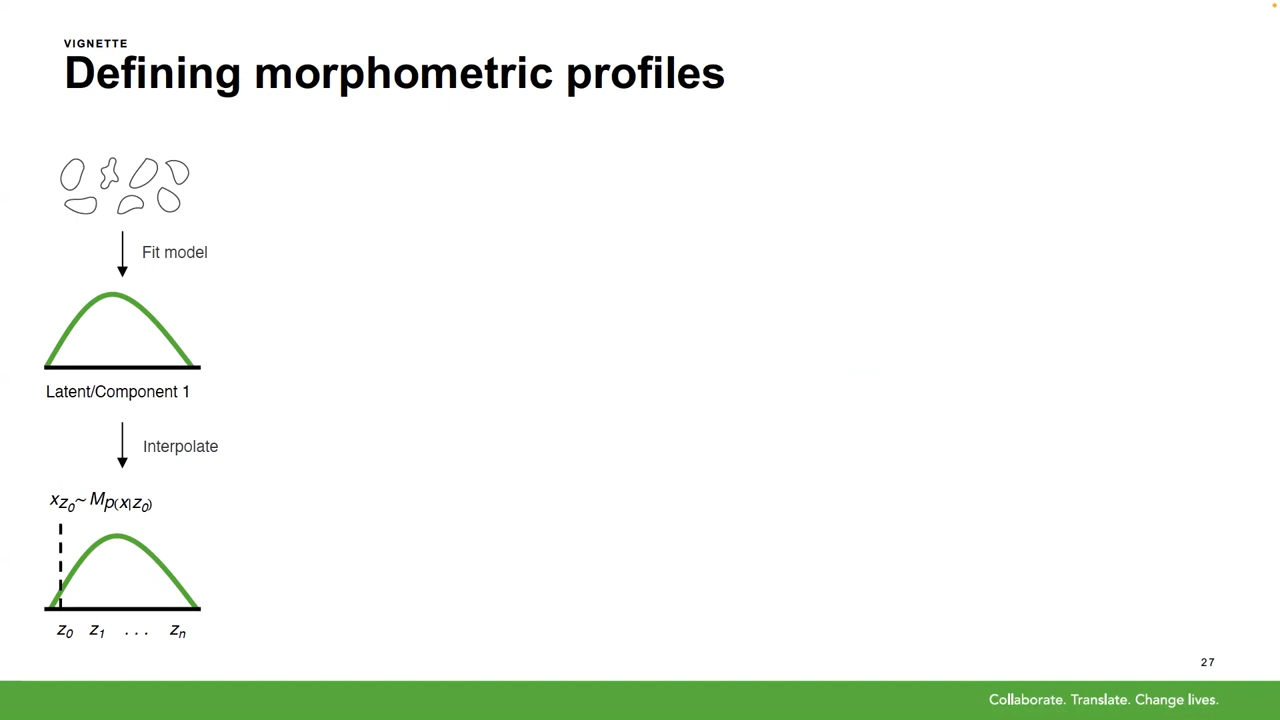 VIGNETTE
Defining morphometric profiles
Fit model
Latent/Component 1
Interpolate
xz0~ Mp(x|z0)
z0 z1 . . . zn
27
Collaborate. Translate. Change lives.